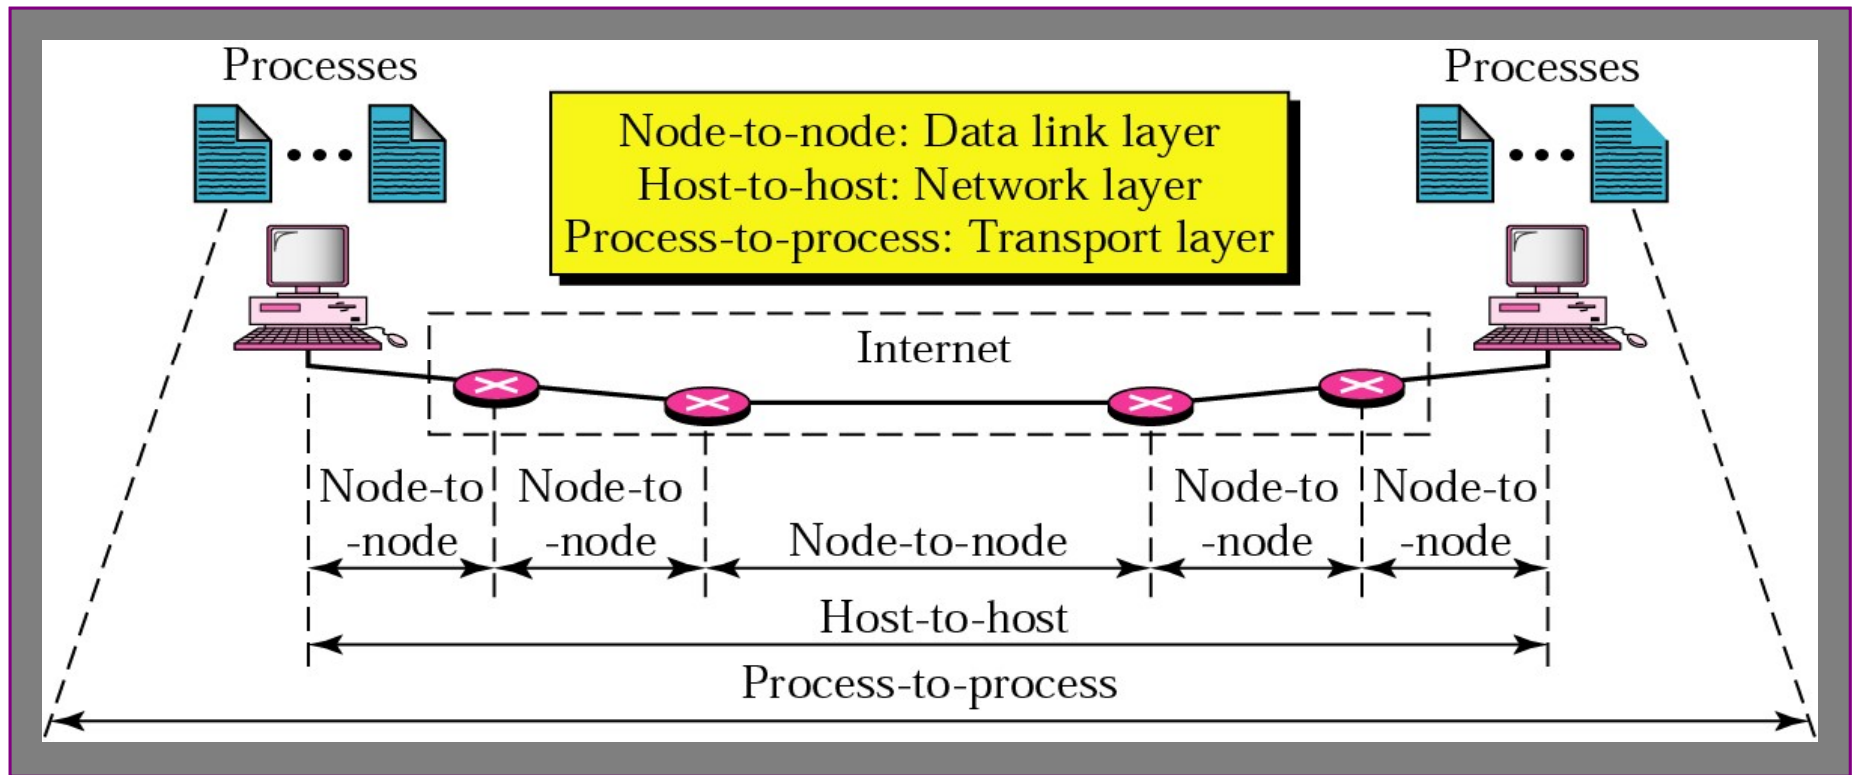 Processes
Processes
Node-to-node: Data link layer
Host-to-host: Network layer
Process-to-process: Transport layer
Internet
Node-to
-node
Node-to
-node
Node-to-node
Node-to
-node
Node-to
-node
Host-to-host
Process-to-process